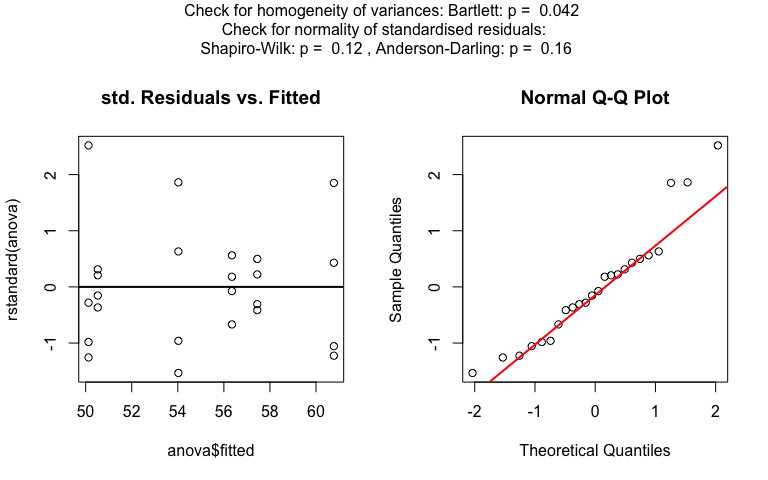 Check for homogeneity of variances: Bartlett: p =  0.042
Check for normality of standardised residuals:
Shapiro-Wilk: p =  0.12 , Anderson-Darling: p =  0.16
std. Residuals vs. Fitted
rstandard(anova)
2
1
0
-1
50 52 54 56 58 60
anova$fitted
Normal Q-Q Plot
Sample Quantiles
2
1
0
-1
-2 -1 0 1 2
Theoretical Quantiles